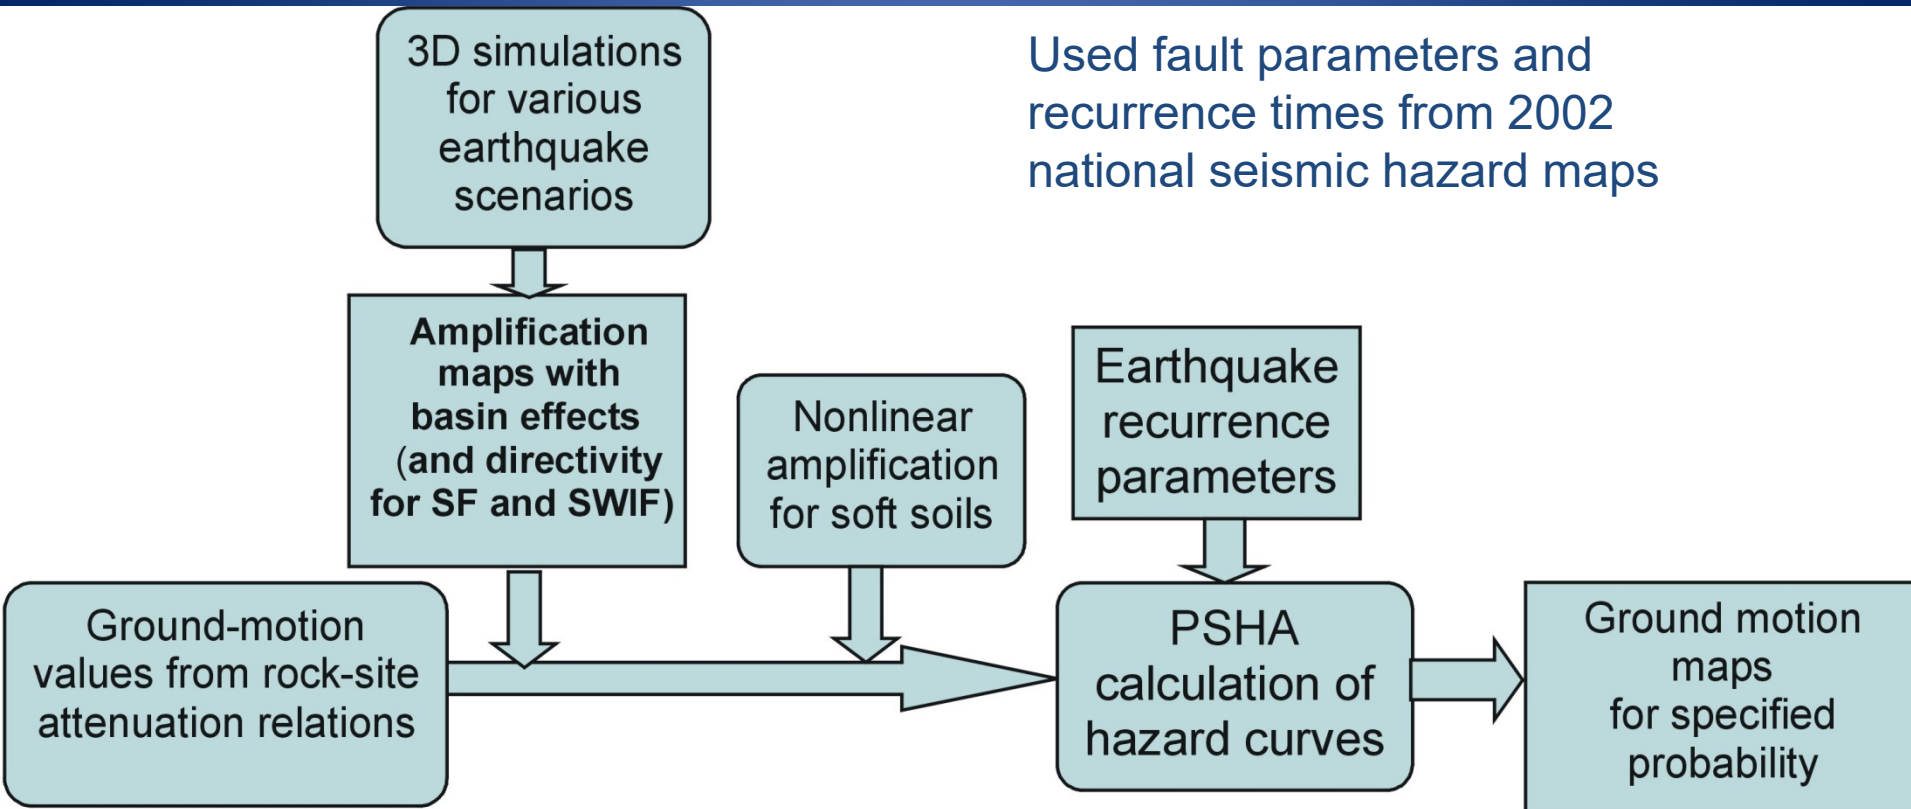 3D simulations
for various
earthquake
scenarios
Used fault parameters and
recurrence times from 2002
national seismic hazard maps
Amplification
maps with
basin effects
(and directivity
for SF and SWIF)
Nonlinear
amplification
for soft soils
Earthquake
recurrence
parameters
Ground-motion
values from rock-site
attenuation relations
PSHA
calculation of
hazard curves
Ground motion
maps
for specified
probability